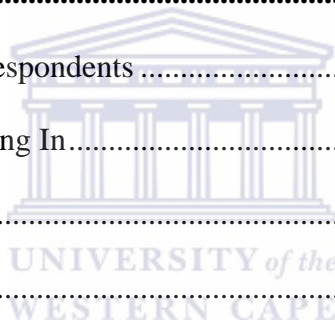 espondents ........................
ng In..................................
UNIVERSITY of the
WESTERN CAPE